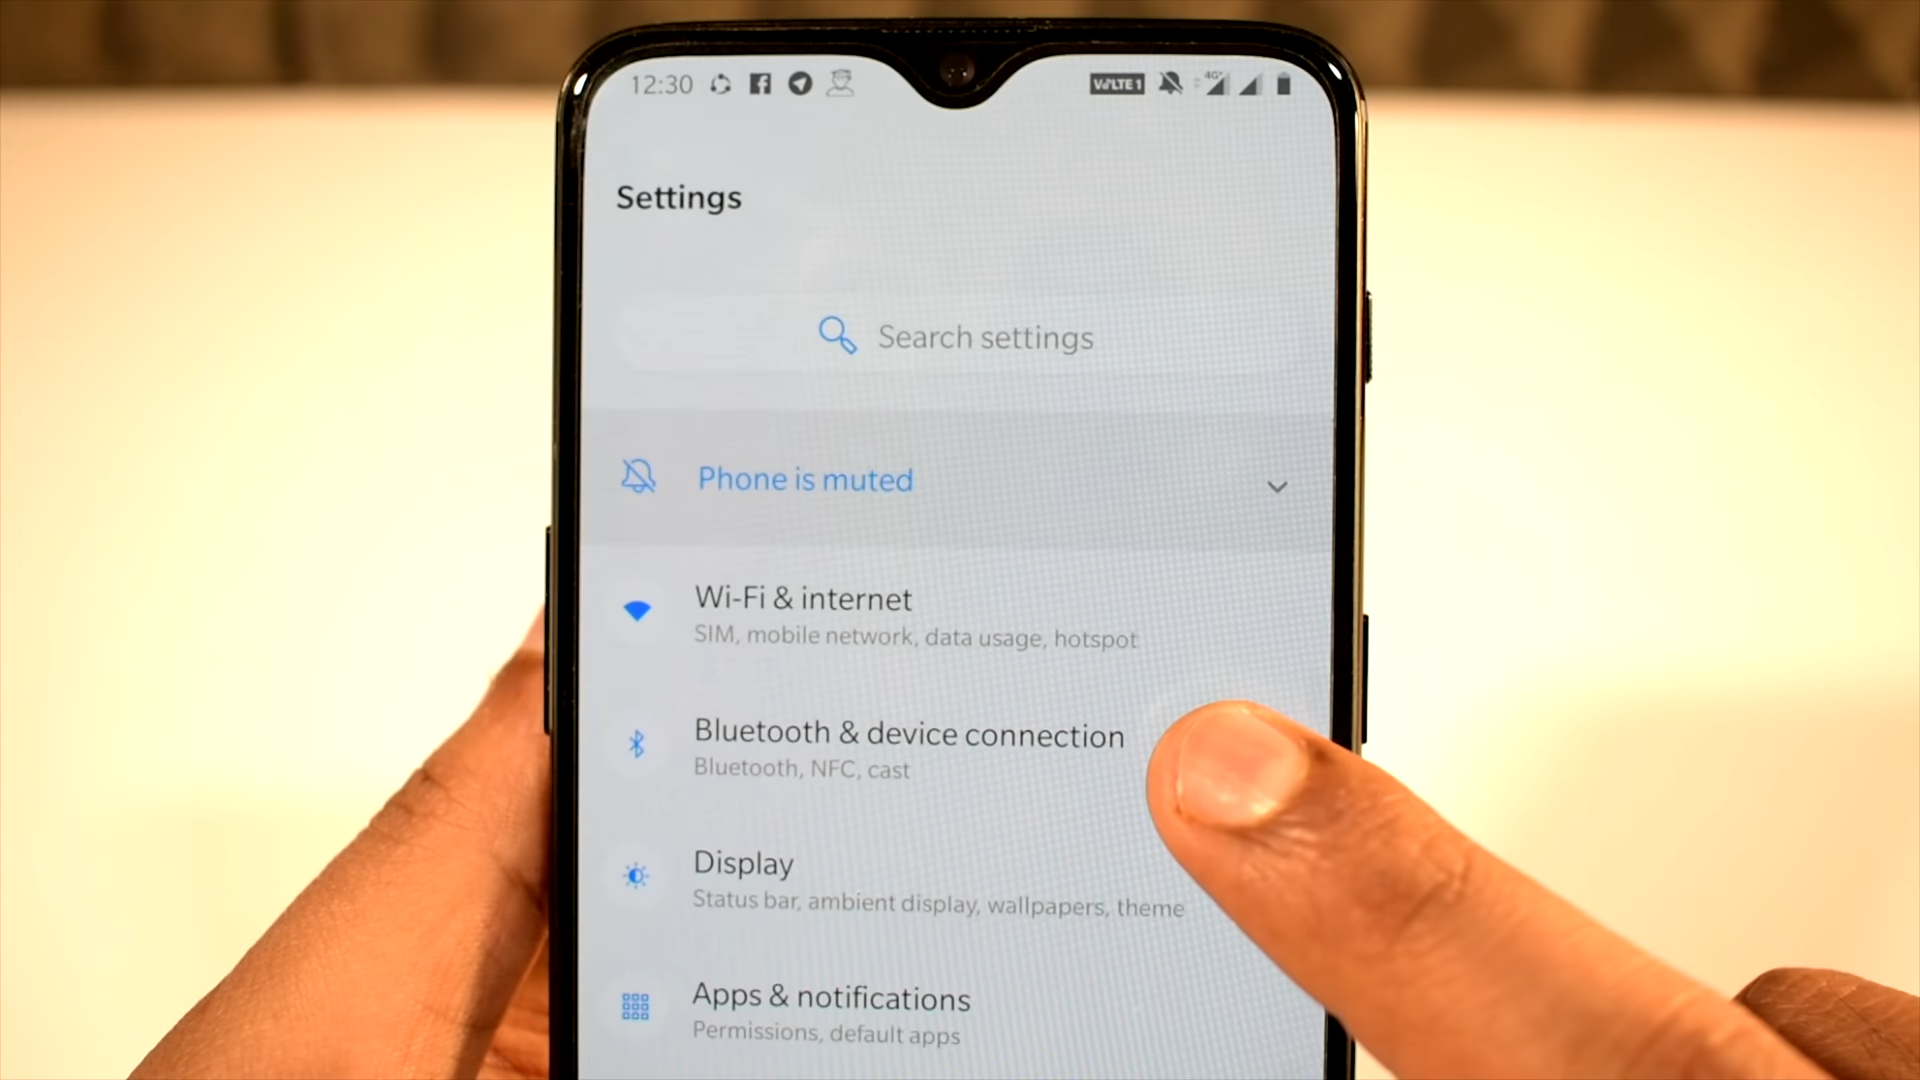 12:30
VoLTE 1
4G+
Settings
Search settings
Phone is muted
Wi-Fi & internet
SIM, mobile network, data usage, hotspot
Bluetooth & device connection
Bluetooth, NFC, cast
Display
Status bar, ambient display, wallpapers, theme
Apps & notifications
Permissions, default apps